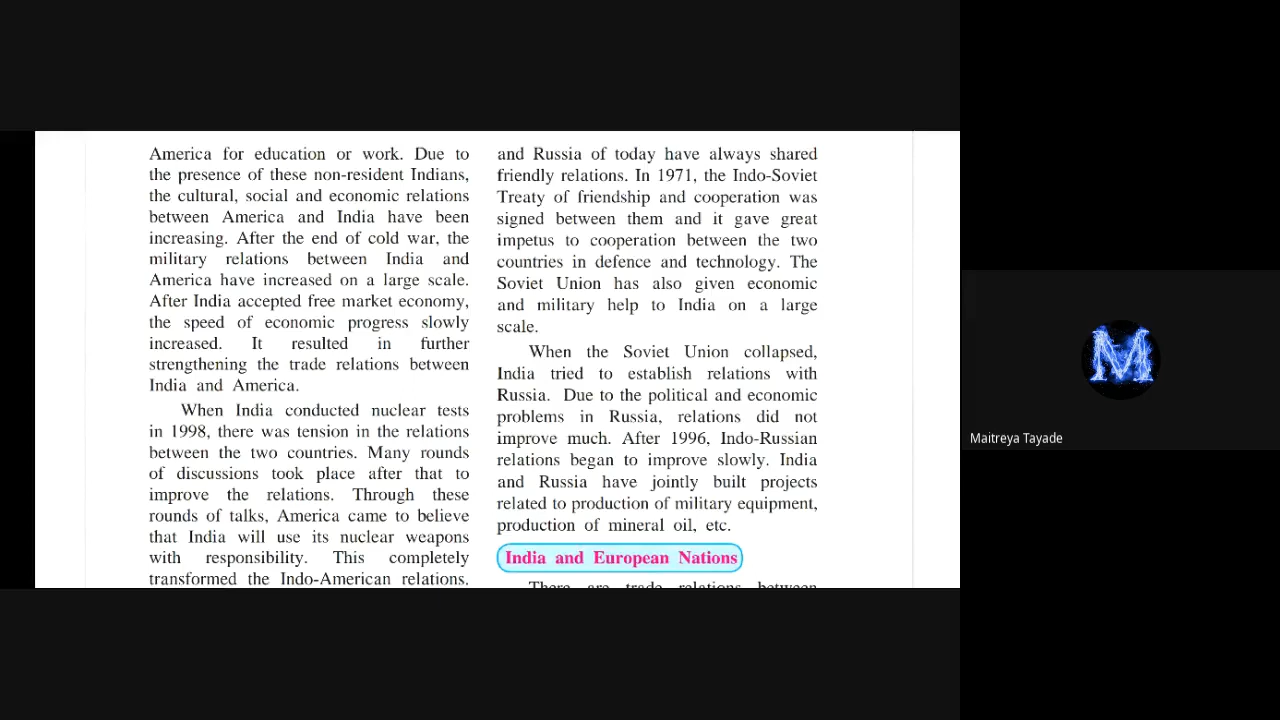 America for education or work. Due to
the presence of these non-resident Indians,
the cultural, social and economic relations
between America and India have been
increasing. After the end of cold war, the
military relations between India and
America have increased on a large scale.
After India accepted free market economy,
the speed of economic progress slowly
increased. It resulted in further
strengthening the trade relations between
India and America.
When India conducted nuclear tests
in 1998, there was tension in the relations
between the two countries. Many rounds
of discussions took place after that to
improve the relations. Through these
rounds of talks, America came to believe
that India will use its nuclear weapons
with responsibility. This completely
transformed the Indo-American relations.
and Russia of today have always shared
friendly relations. In 1971, the Indo-Soviet
Treaty of friendship and cooperation was
signed between them and it gave great
impetus to cooperation between the two
countries in defence and technology. The
Soviet Union has also given economic
and military help to India on a large
scale.
When the Soviet Union collapsed,
India tried to establish relations with
Russia. Due to the political and economic
problems in Russia, relations did not
improve much. After 1996, Indo-Russian
relations began to improve slowly. India
and Russia have jointly built projects
related to production of military equipment,
production of mineral oil, etc.
India and European Nations
There are trade relations between
M
Maitreya Tayade